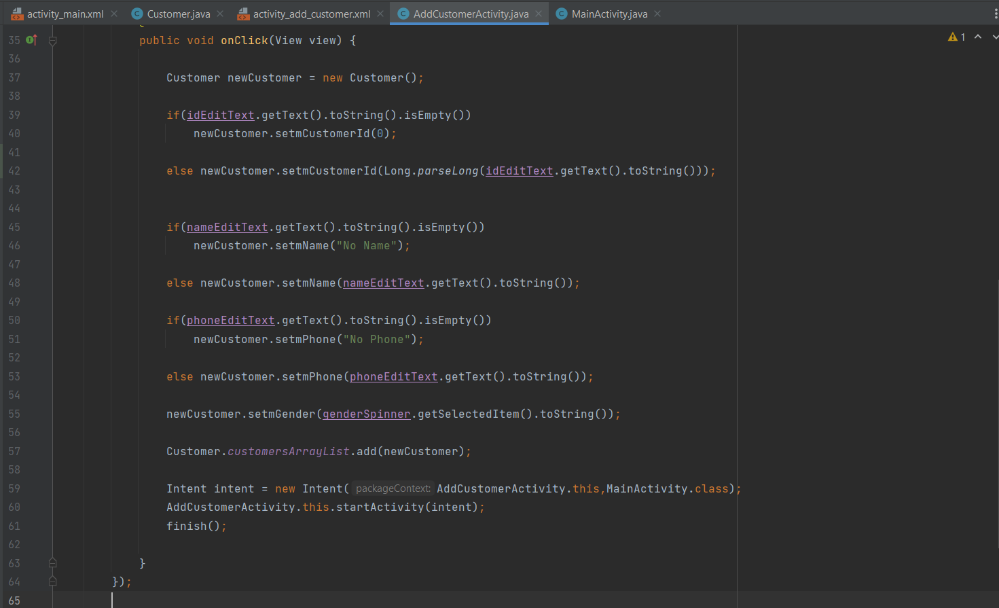 activity_main.xml Customer.java activity_add_customer.xml AddCustomerActivity.java MainActivity.java
35 public void onClick(View view) {
1
36
37 Customer newCustomer = new Customer();
38
39 if(idEditText.getText().toString().isEmpty())
40 newCustomer.setmCustomerId(0);
41
42 else newCustomer.setmCustomerId(Long.parseLong(idEditText.getText().toString()));
43
44
45 if(nameEditText.getText().toString().isEmpty())
46 newCustomer.setmName("No Name");
47
48 else newCustomer.setmName(nameEditText.getText().toString());
49
50 if(phoneEditText.getText().toString().isEmpty())
51 newCustomer.setmPhone("No Phone");
52
53 else newCustomer.setmPhone(phoneEditText.getText().toString());
54
55 newCustomer.setmGender(genderSpinner.getSelectedItem().toString());
56
57 Customer.customersArrayList.add(newCustomer);
58
59 Intent intent = new Intent( packageContext: AddCustomerActivity.this,MainActivity.class);
60 AddCustomerActivity.this.startActivity(intent);
61 finish();
62
63 }
64 });
65